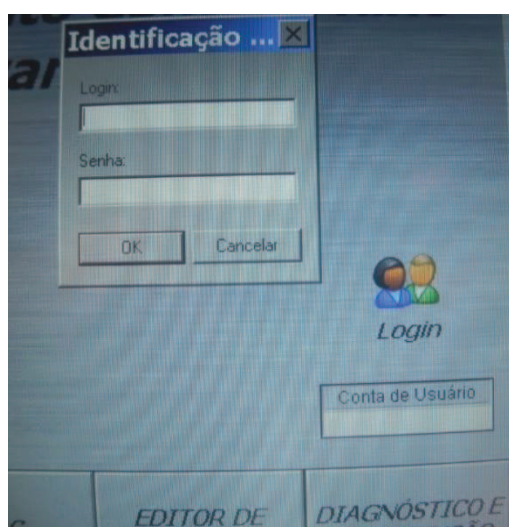 Identificação ...
Login:
Senha:
OK
Cancelar
Login
Conta de Usuário
EDITOR DE
DIAGNÓSTICO E